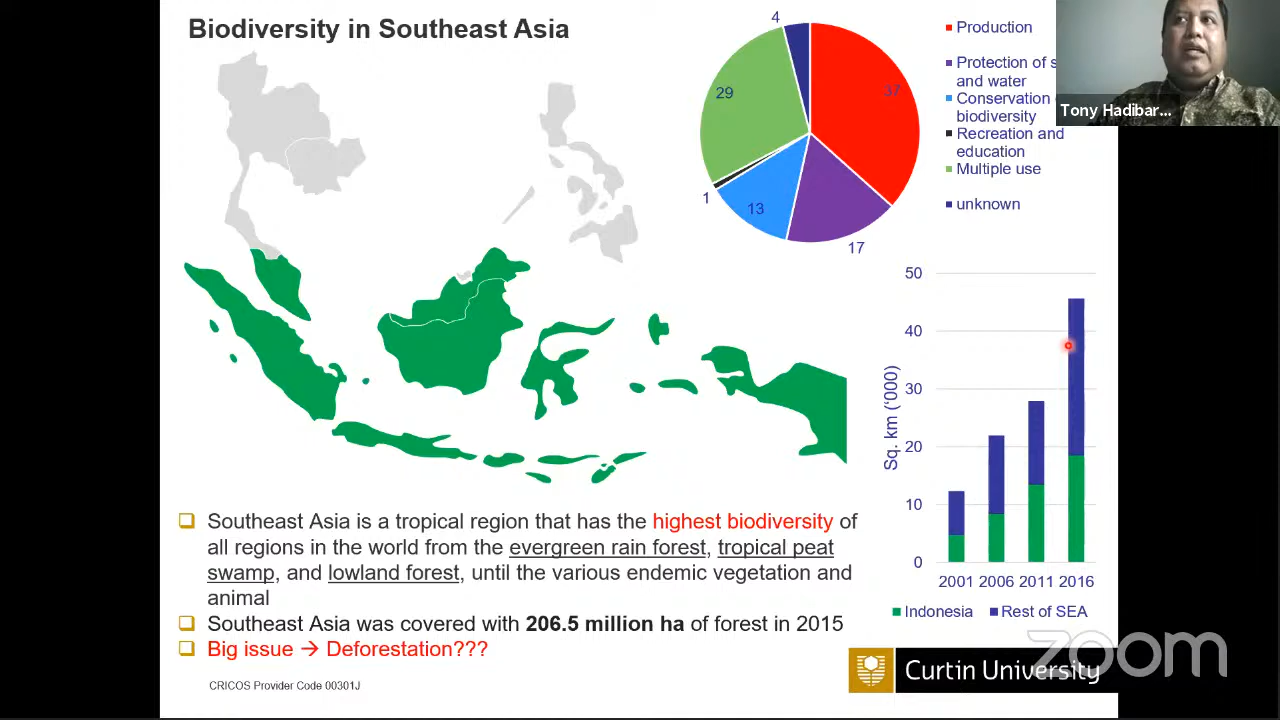 Biodiversity in Southeast Asia
4
37
29
1
13
17
Production
Protection of
and water
Conservation
biodiversity
Recreation and
education
Multiple use
unknown
Tony Hadibar...
50
40
30
20
10
0
Sq. km ('000)
2001 2006 2011 2016
Indonesia Rest of SEA
Southeast Asia is a tropical region that has the highest biodiversity of
all regions in the world from the evergreen rain forest, tropical peat
swamp, and lowland forest, until the various endemic vegetation and
animal
Southeast Asia was covered with 206.5 million ha of forest in 2015
Big issue → Deforestation???
CRICOS Provider Code 00301J
Curtin University
zoom